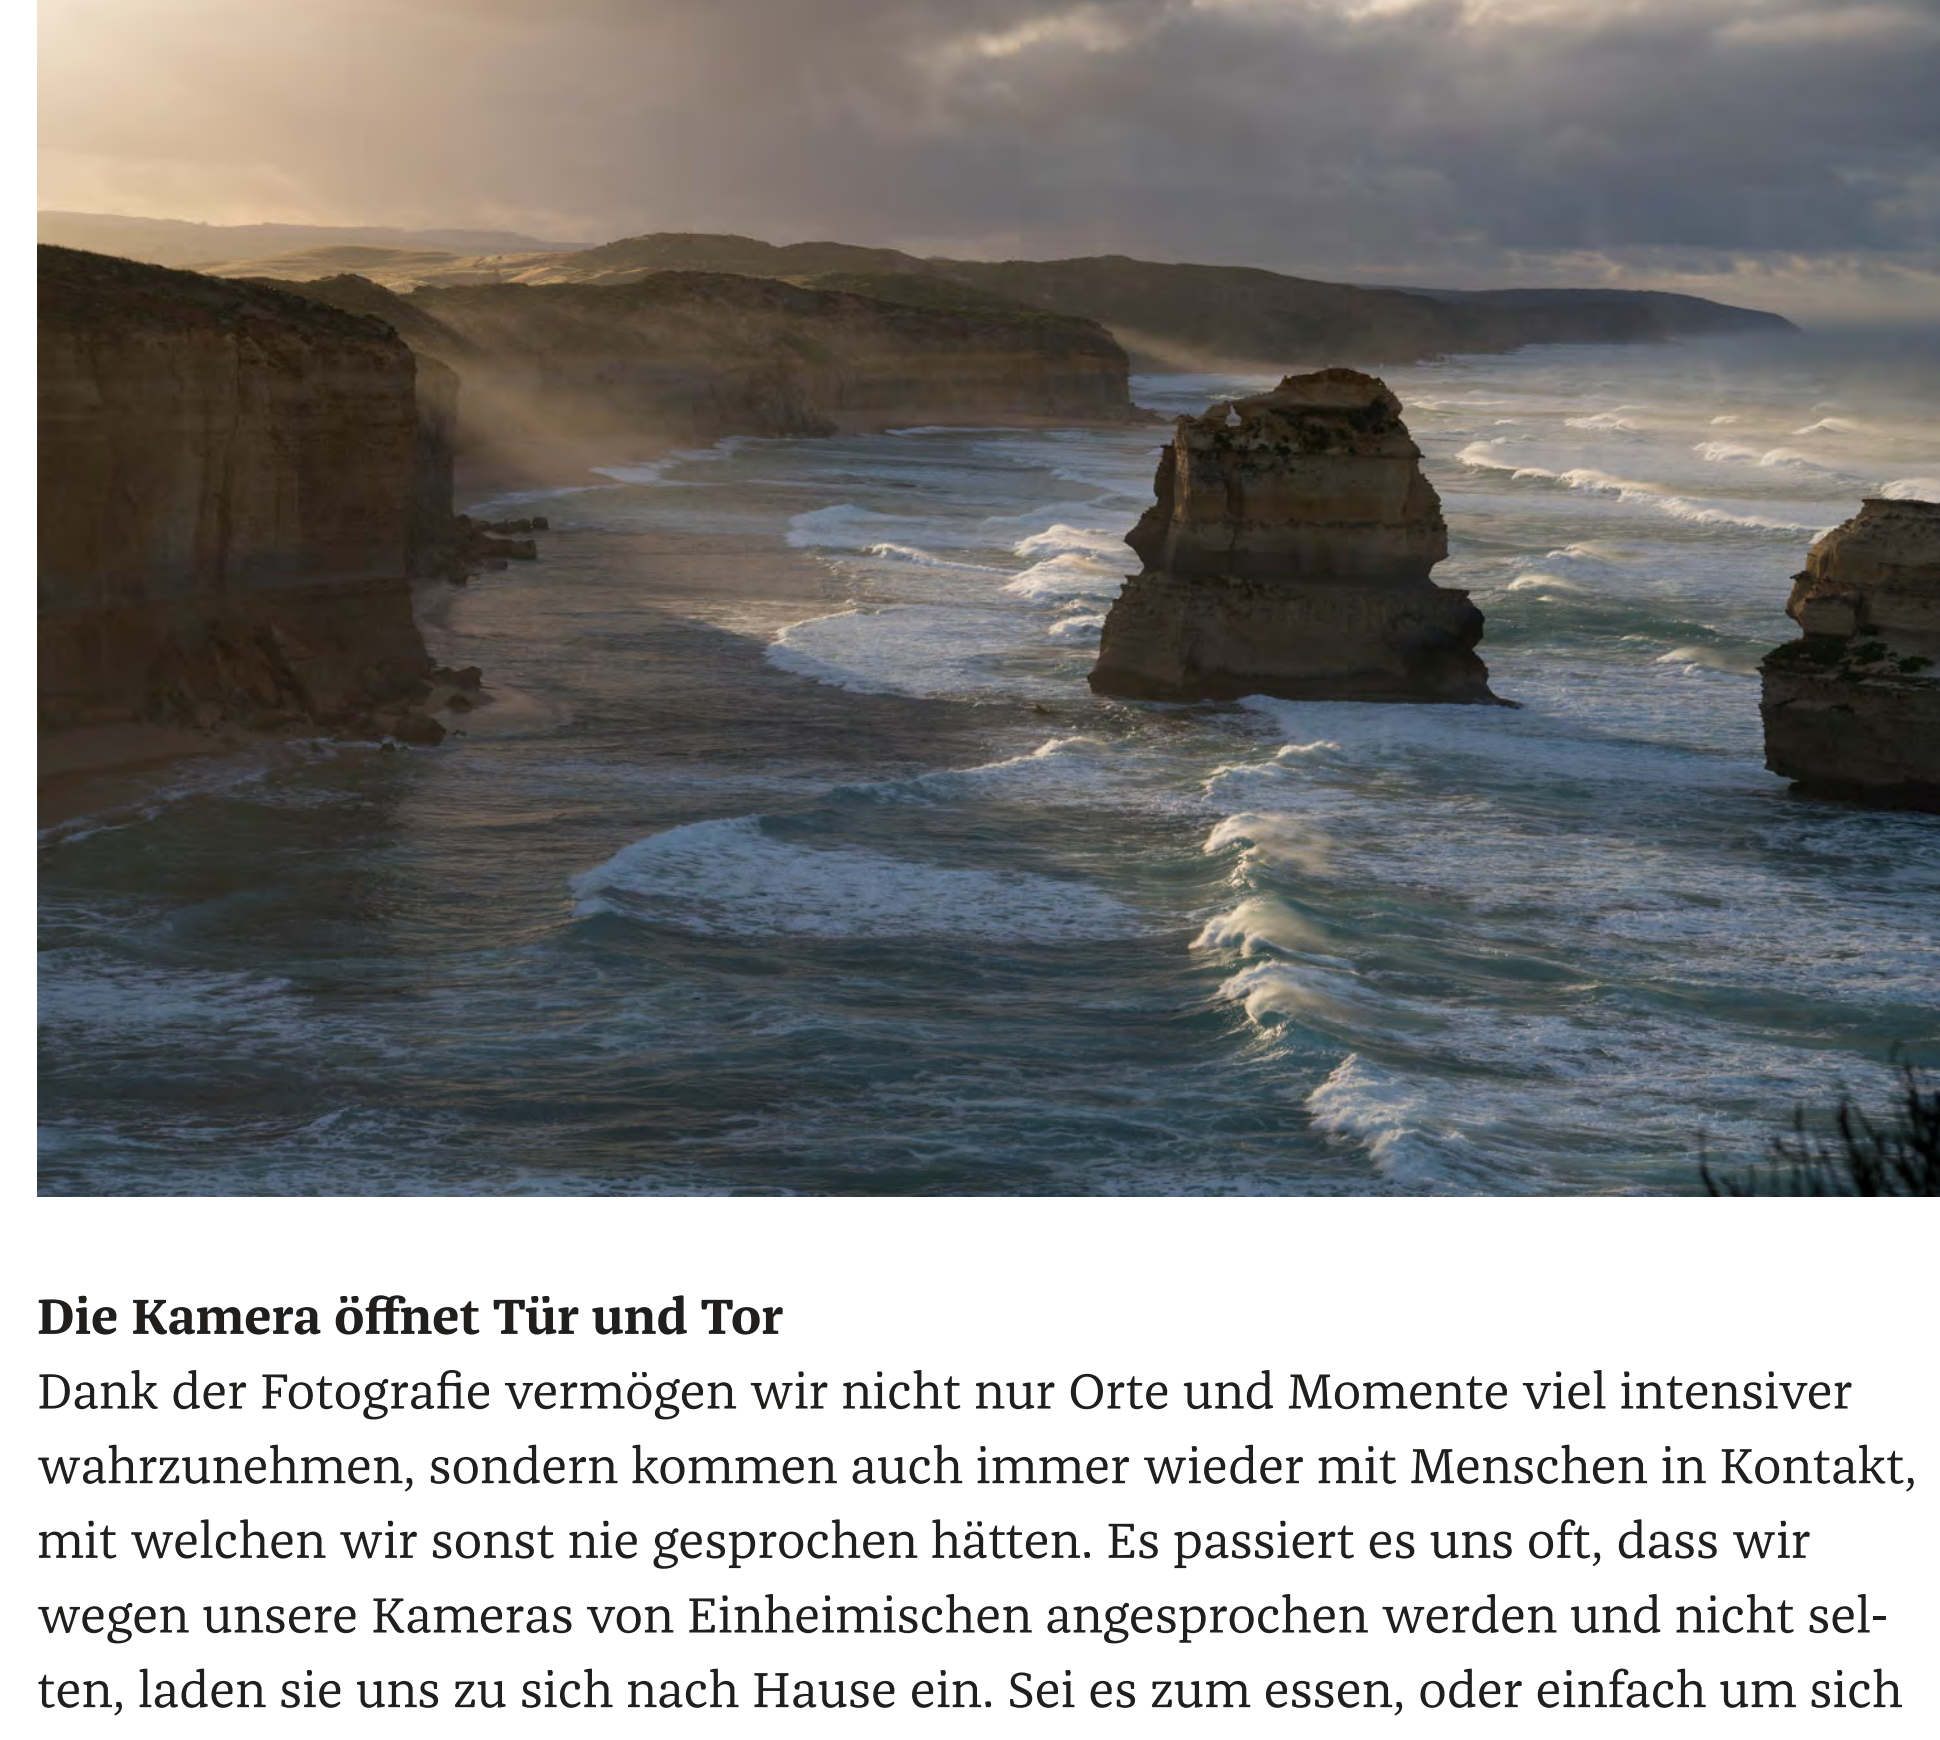 Die Kamera öffnet Tür und Tor
Dank der Fotografie vermögen wir nicht nur Orte und Momente viel intensiver
wahrzunehmen, sondern kommen auch immer wieder mit Menschen in Kontakt,
mit welchen wir sonst nie gesprochen hätten. Es passiert es uns oft, dass wir
wegen unsere Kameras von Einheimischen angesprochen werden und nicht sel-
ten, laden sie uns zu sich nach Hause ein. Sei es zum essen, oder einfach um sich